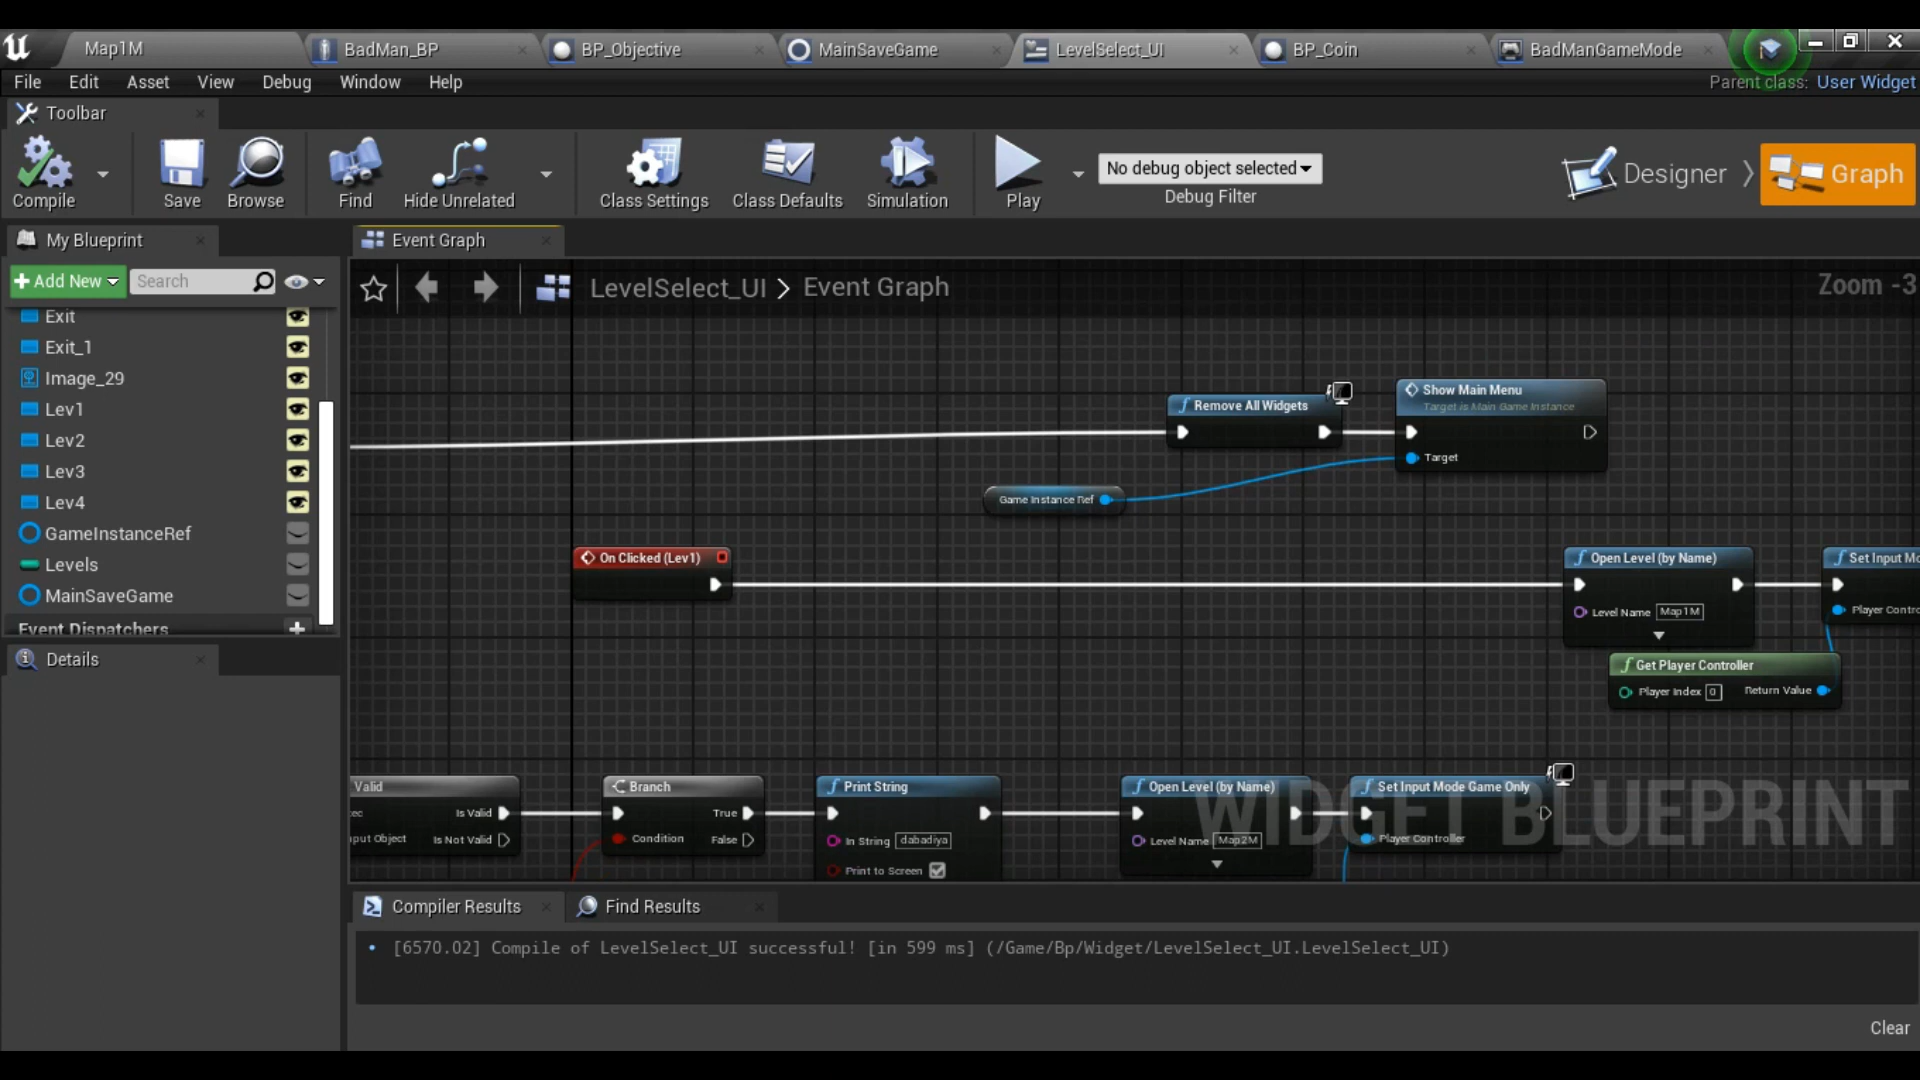 Map1M
BadMan_BP
BP_Objective
MainSaveGame
LevelSelect_UI
BP_Coin
BadManGameMode
File
Edit
Asset
View
Debug
Window
Help
Parent class: User Widget
Toolbar
Compile
Save
Browse
Find
Hide Unrelated
Class Settings
Class Defaults
Simulation
Play
No debug object selected
Debug Filter
Designer
Graph
My Blueprint
Add New
Search
Exit
Exit_1
Image_29
Lev1
Lev2
Lev3
Lev4
GameInstanceRef
Levels
MainSaveGame
Event Dispatchers
Details
Event Graph
LevelSelect_UI > Event Graph
Zoom -3
Remove All Widgets
Show Main Menu
Target is Main Game Instance
Target
Game Instance Ref
On Clicked (Lev1)
Open Level (by Name)
Level Name Map1M
Set Input Mo
Player Contro
Get Player Controller
Player Index 0
Return Value
Valid
Is Valid
Is Not Valid
nput Object
Branch
True
Condition
False
Print String
In String dabadiya
Print to Screen
Open Level (by Name)
Level Name Map2M
Set Input Mode Game Only
Player Controller
WIDGET BLUEPRINT
Compiler Results
Find Results
[6570.02] Compile of LevelSelect_UI successful! [in 599 ms] (/Game/Bp/Widget/LevelSelect_UI.LevelSelect_UI)
Clear